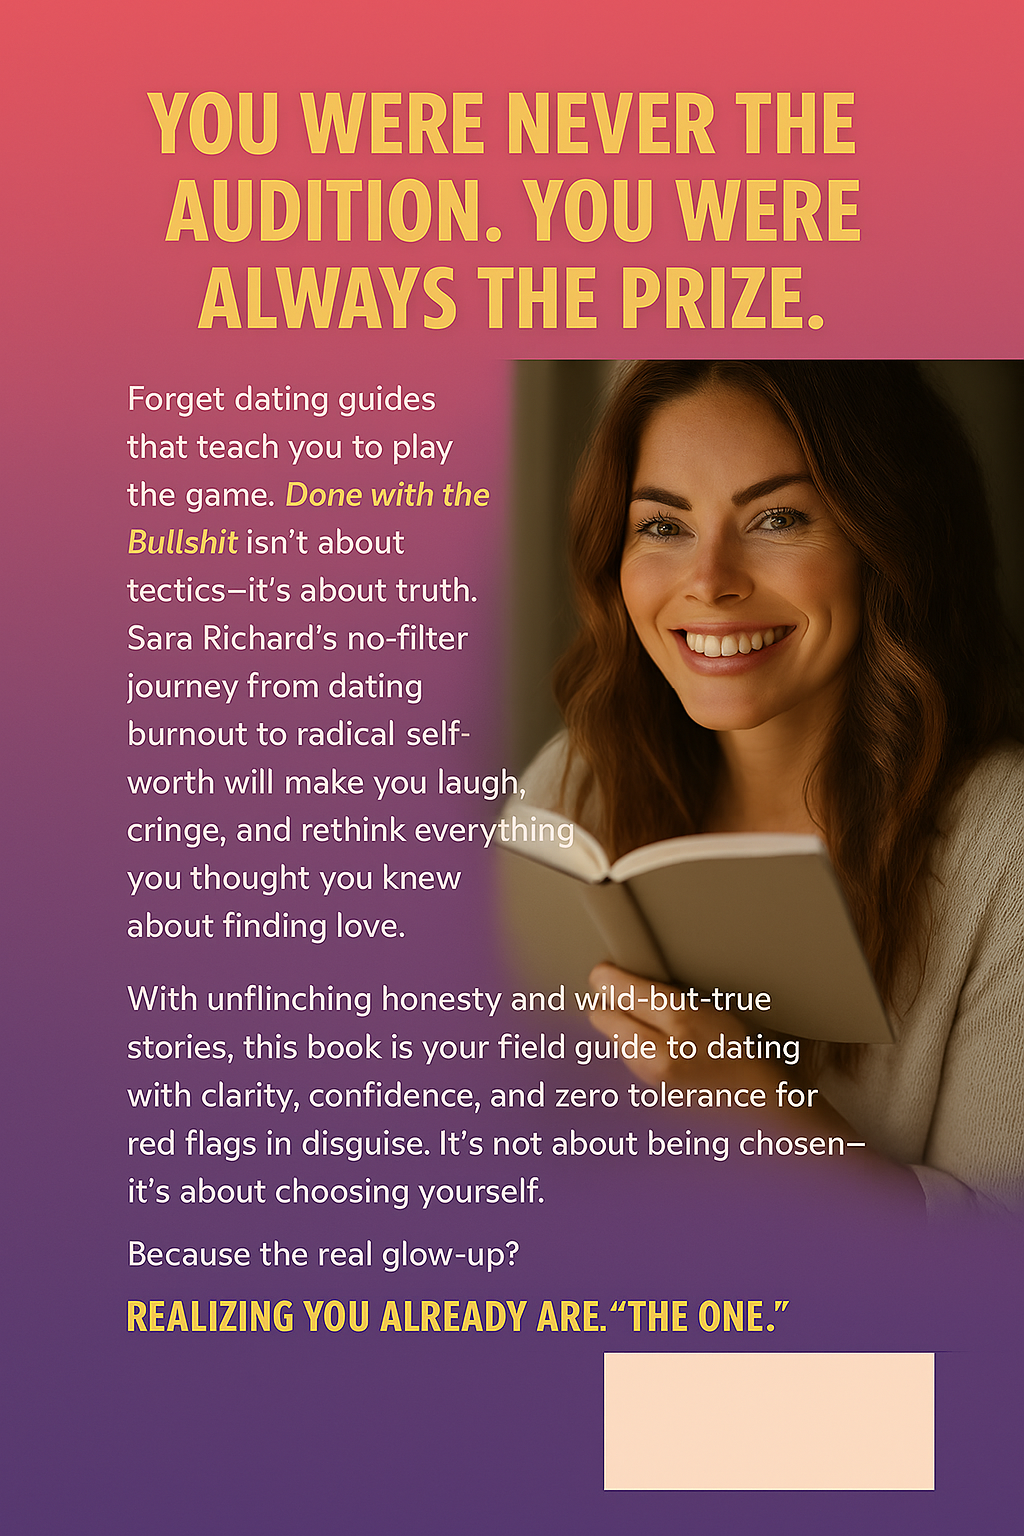 YOU WERE NEVER THE
AUDITION. YOU WERE
ALWAYS THE PRIZE.
Forget dating guides
that teach you to play
the game. Done with the
Bullshit isn’t about
tectics–it's about truth.
Sara Richard’s no-filter
journey from dating
burnout to radical self-
worth will make you laugh,
cringe, and rethink everything
you thought you knew
about finding love.
With unflinching honesty and wild-but-true
stories, this book is your field guide to dating
with clarity, confidence, and zero tolerance for
red flags in disguise. It’s not about being chosen–
it’s about choosing yourself.
Because the real glow-up?
REALIZING YOU ALREADY ARE. “THE ONE.”